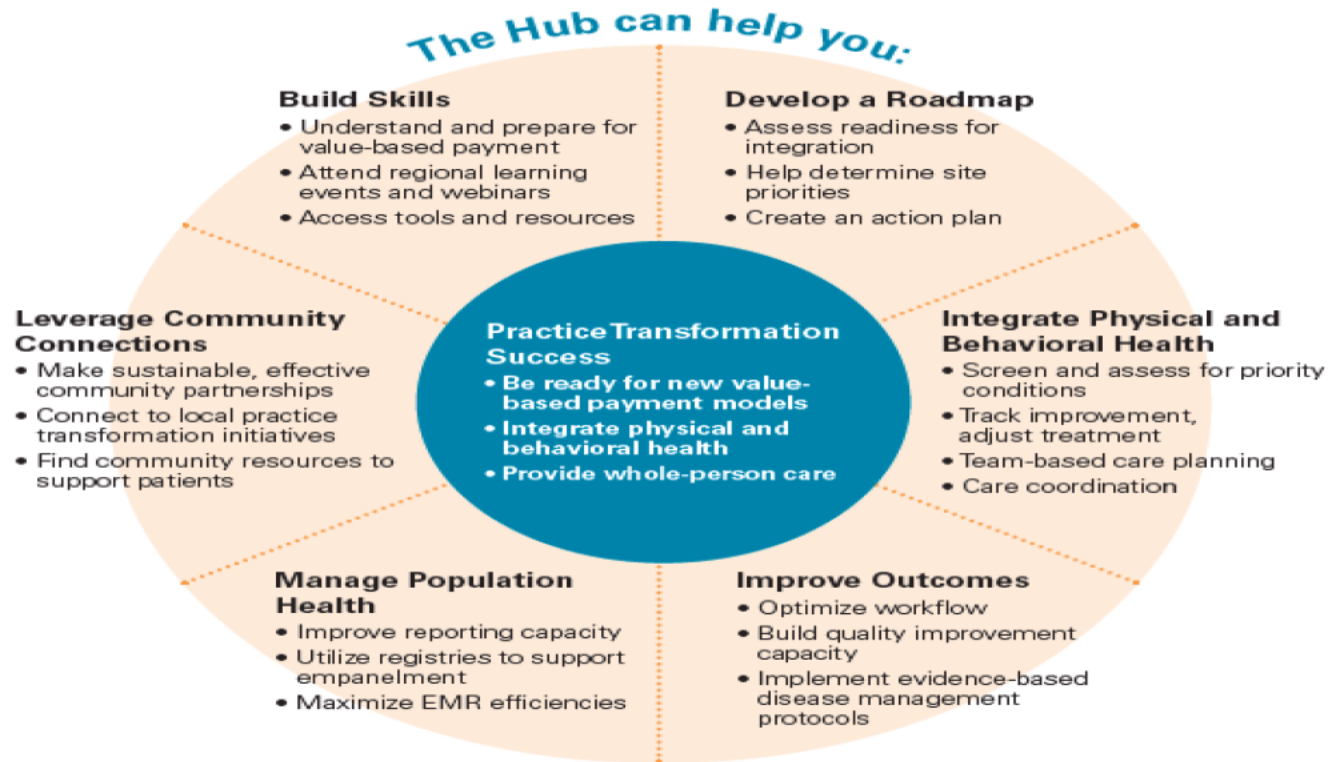 The Hub can help you:
Build Skills
• Understand and prepare for
value-based payment
• Attend regional learning
events and webinars
• Access tools and resources
Develop a Roadmap
• Assess readiness for
integration
• Help determine site
priorities
• Create an action plan
Leverage Community
Connections
• Make sustainable, effective
community partnerships
• Connect to local practice
transformation initiatives
• Find community resources to
support patients
Practice Transformation
Success
• Be ready for new value-
based payment models
• Integrate physical and
behavioral health
• Provide whole-person care
Integrate Physical and
Behavioral Health
• Screen and assess for priority
conditions
• Track improvement,
adjust treatment
• Team-based care planning
• Care coordination
Manage Population
Health
• Improve reporting capacity
• Utilize registries to support
empanelment
• Maximize EMR efficiencies
Improve Outcomes
• Optimize workflow
• Build quality improvement
capacity
• Implement evidence-based
disease management
protocols